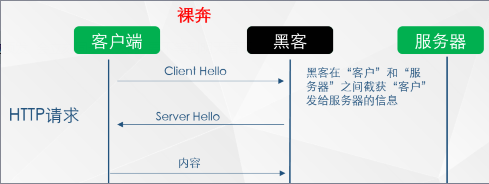 裸奔
客户端
黑客
服务器
Client Hello
黑客在“客户”和“服
务器”之间截获“客户”
发给服务器的信息
HTTP请求
Server Hello
内容